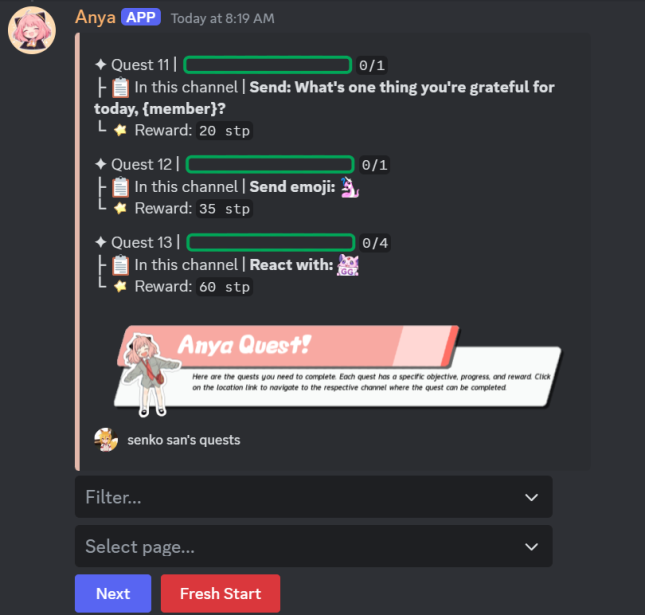 Anya APP Today at 8:19 AM
✦ Quest 11 | 0/1
├ 📋 In this channel | Send: What's one thing you're grateful for
today, {member}?
└ ⭐ Reward: 20 stp
✦ Quest 12 | 0/1
├ 📋 In this channel | Send emoji:
└ ⭐ Reward: 35 stp
✦ Quest 13 | 0/4
├ 📋 In this channel | React with: GG
└ ⭐ Reward: 60 stp
Anya Quest!
Here are the quests you need to complete. Each quest has a specific objective, progress, and reward. Click
on the location link to navigate to the respective channel where the quest can be completed.
senko san's quests
Filter...
Select page...
Next Fresh Start